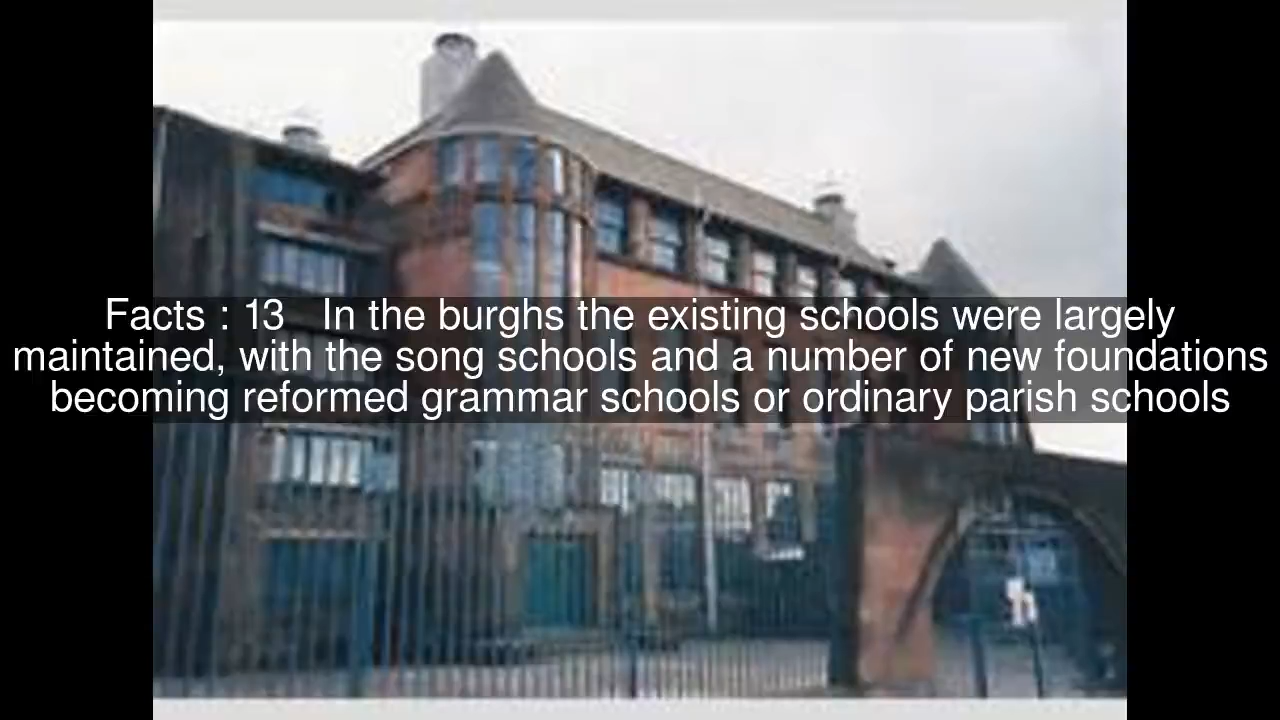 Facts : 13 In the burghs the existing schools were largely
maintained, with the song schools and a number of new foundations
becoming reformed grammar schools or ordinary parish schools